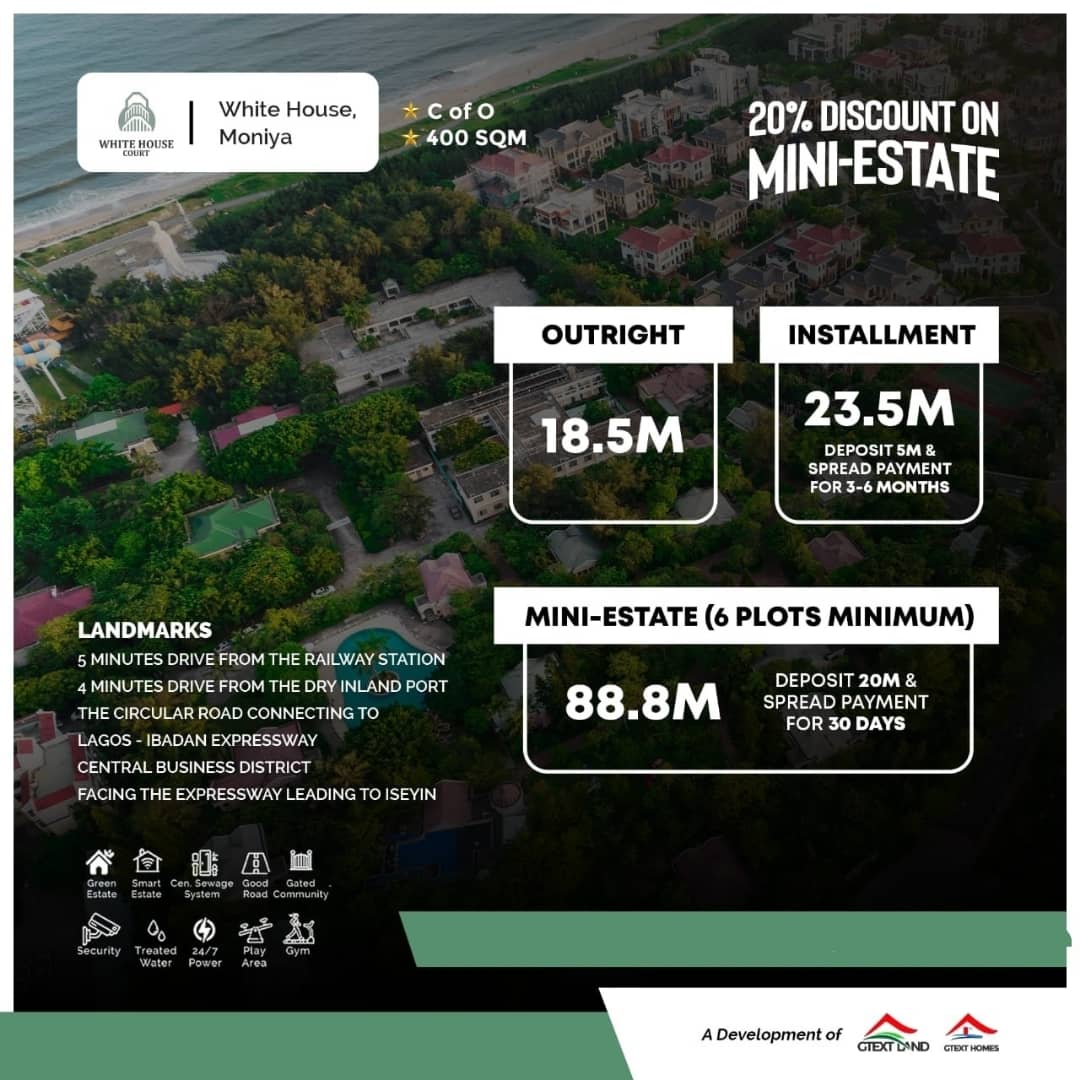 WHITE HOUSE
COURT
White House,
Moniya
C of O
400 SQM
20% DISCOUNT ON
MINI-ESTATE
OUTRIGHT
18.5M
INSTALLMENT
23.5M
DEPOSIT 5M &
SPREAD PAYMENT
FOR 3-6 MONTHS
MINI-ESTATE (6 PLOTS MINIMUM)
88.8M
DEPOSIT 20M &
SPREAD PAYMENT
FOR 30 DAYS
LANDMARKS
5 MINUTES DRIVE FROM THE RAILWAY STATION
4 MINUTES DRIVE FROM THE DRY INLAND PORT
THE CIRCULAR ROAD CONNECTING TO
LAGOS - IBADAN EXPRESSWAY
CENTRAL BUSINESS DISTRICT
FACING THE EXPRESSWAY LEADING TO ISEYIN
Green
Estate
Smart
Estate
Cen. Sewage
System
Good
Road
Gated
Community
Security
Treated
Water
24/7
Power
Play
Area
Gym
A Development of
GTEXT LAND
GTEXT HOMES